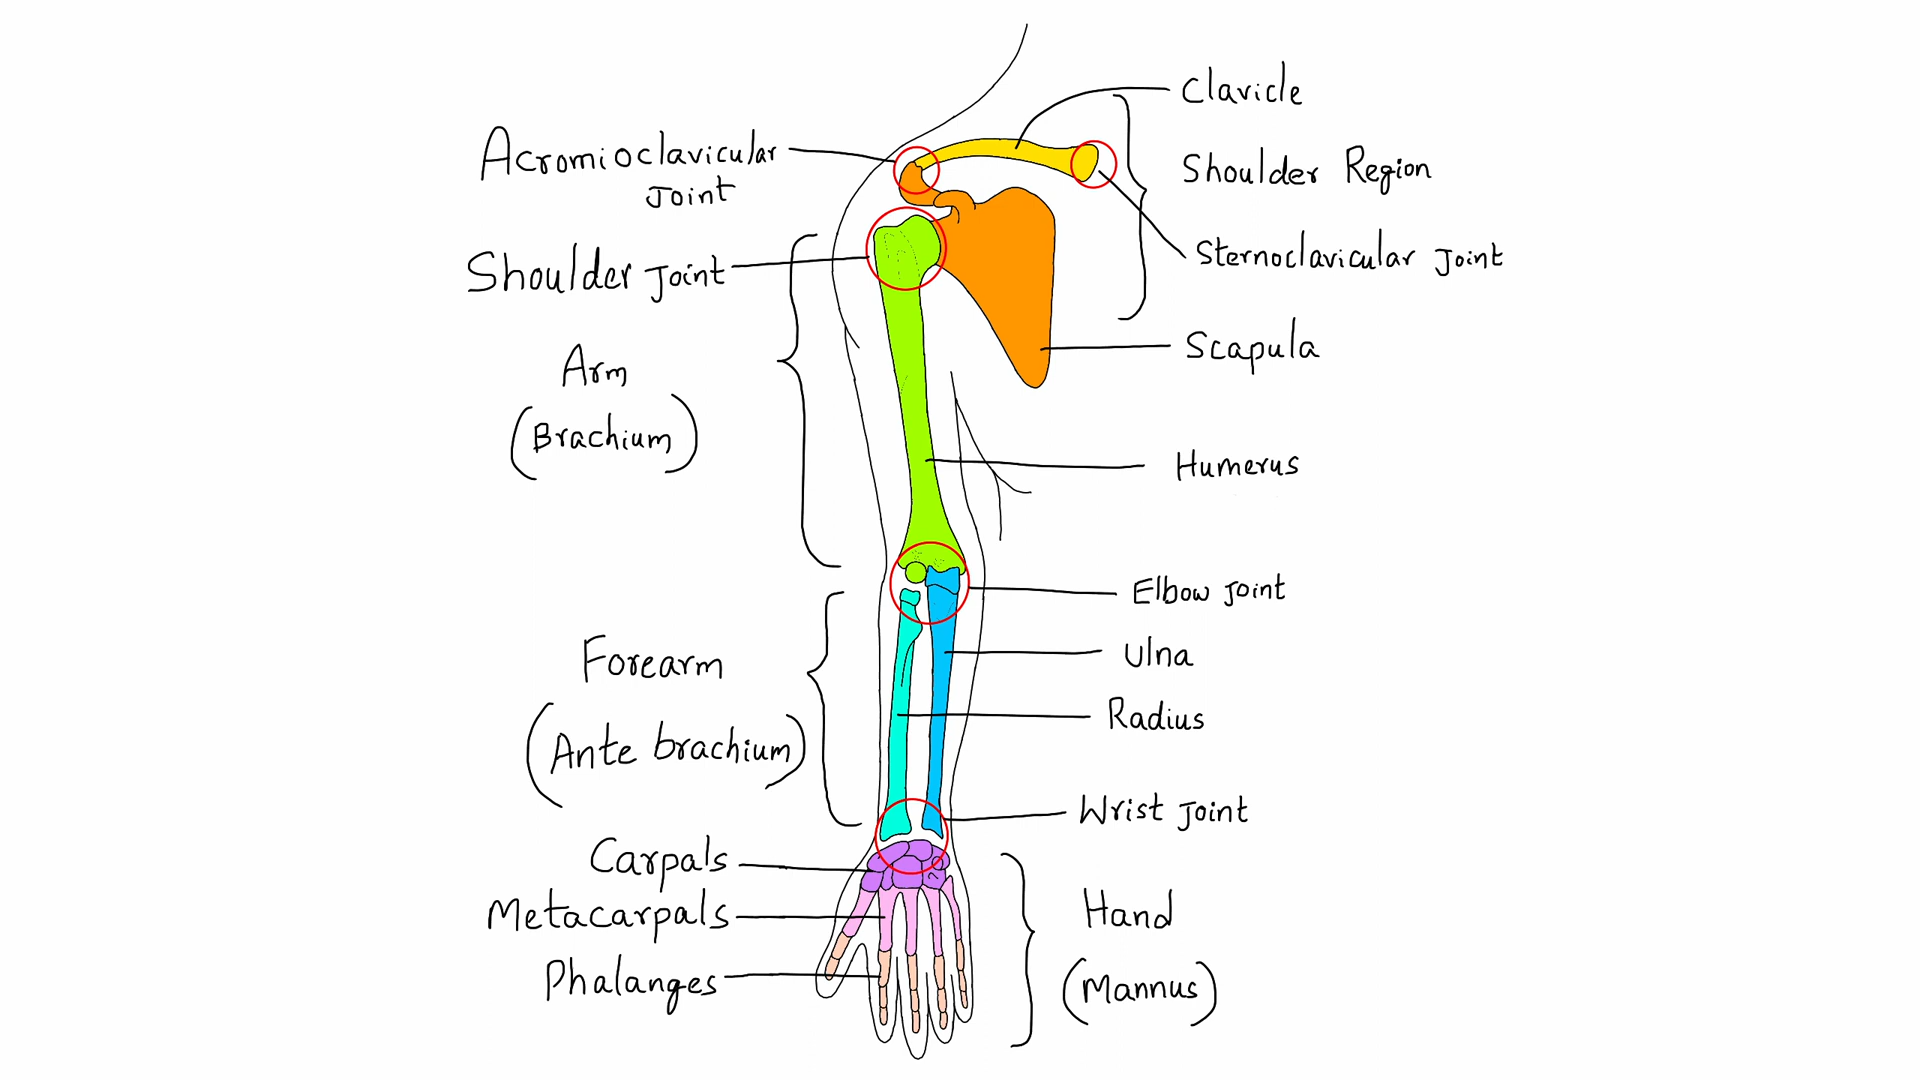 Clavicle
Acromioclavicular
Joint
Shoulder Region
Shoulder Joint
Sternoclavicular Joint
Scapula
Arm
(Brachium)
Humerus
Elbow Joint
Forearm
(Ante brachium)
Ulna
Radius
Wrist Joint
Carpals
Metacarpals
Phalanges
Hand
(Mannus)